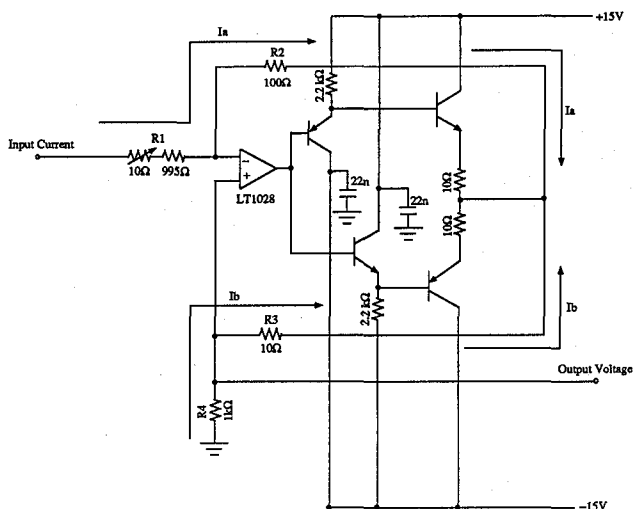 +15V
Ia
R2
100Ω
2.2 kΩ
Ia
Input Current
R1
10Ω
995Ω
−
+
LT1028
22n
22n
10Ω
10Ω
Ib
2.2 kΩ
Ib
R3
10Ω
Output Voltage
R4
1kΩ
−15V